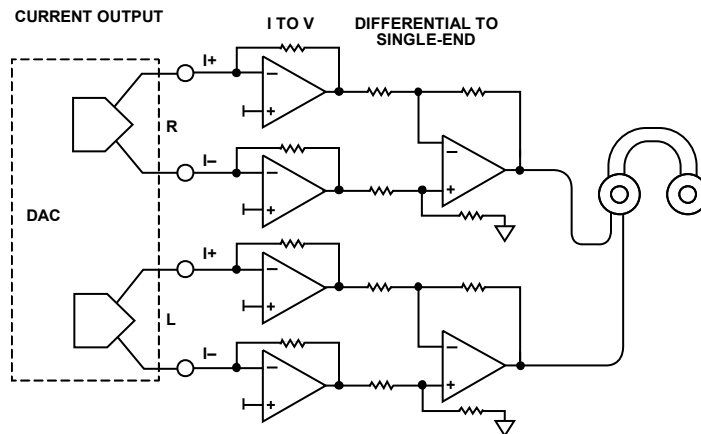 CURRENT OUTPUT
I TO V
DIFFERENTIAL TO
SINGLE-END
I+
−
+
R
−
+
I−
−
+
DAC
I+
−
+
L
−
+
I−
−
+